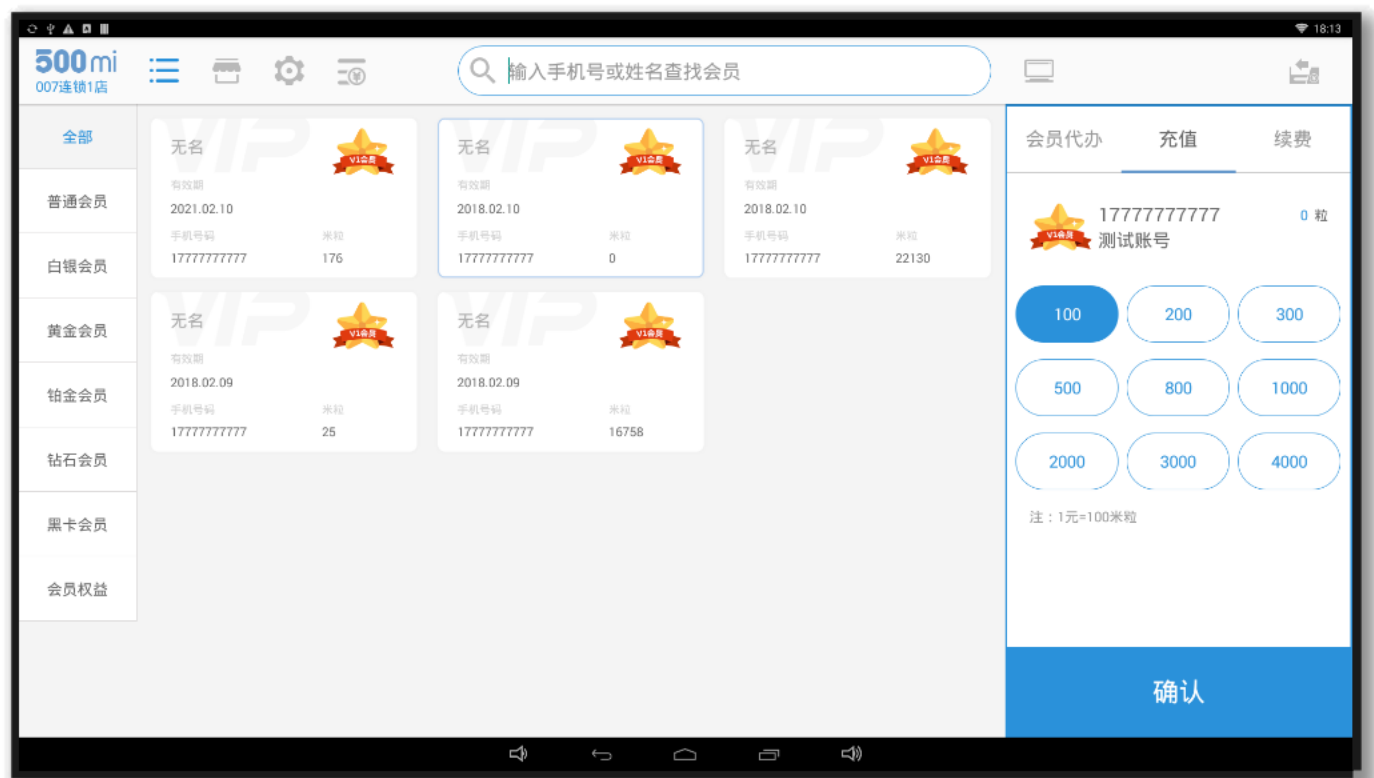 18:13
500mi
007连锁1店
输入手机号或姓名查找会员
全部
普通会员
白银会员
黄金会员
铂金会员
钻石会员
黑卡会员
会员权益
VIP
无名
V1会员
有效期
2021.02.10
手机号码 米粒
17777777777 176
VIP
无名
V1会员
有效期
2018.02.10
手机号码 米粒
17777777777 0
VIP
无名
V1会员
有效期
2018.02.10
手机号码 米粒
17777777777 22130
VIP
无名
V1会员
有效期
2018.02.09
手机号码 米粒
17777777777 25
VIP
无名
V1会员
有效期
2018.02.09
手机号码 米粒
17777777777 16758
会员代办 充值 续费
V1会员
17777777777 0 粒
测试账号
100 200 300
500 800 1000
2000 3000 4000
注：1元=100米粒
确认